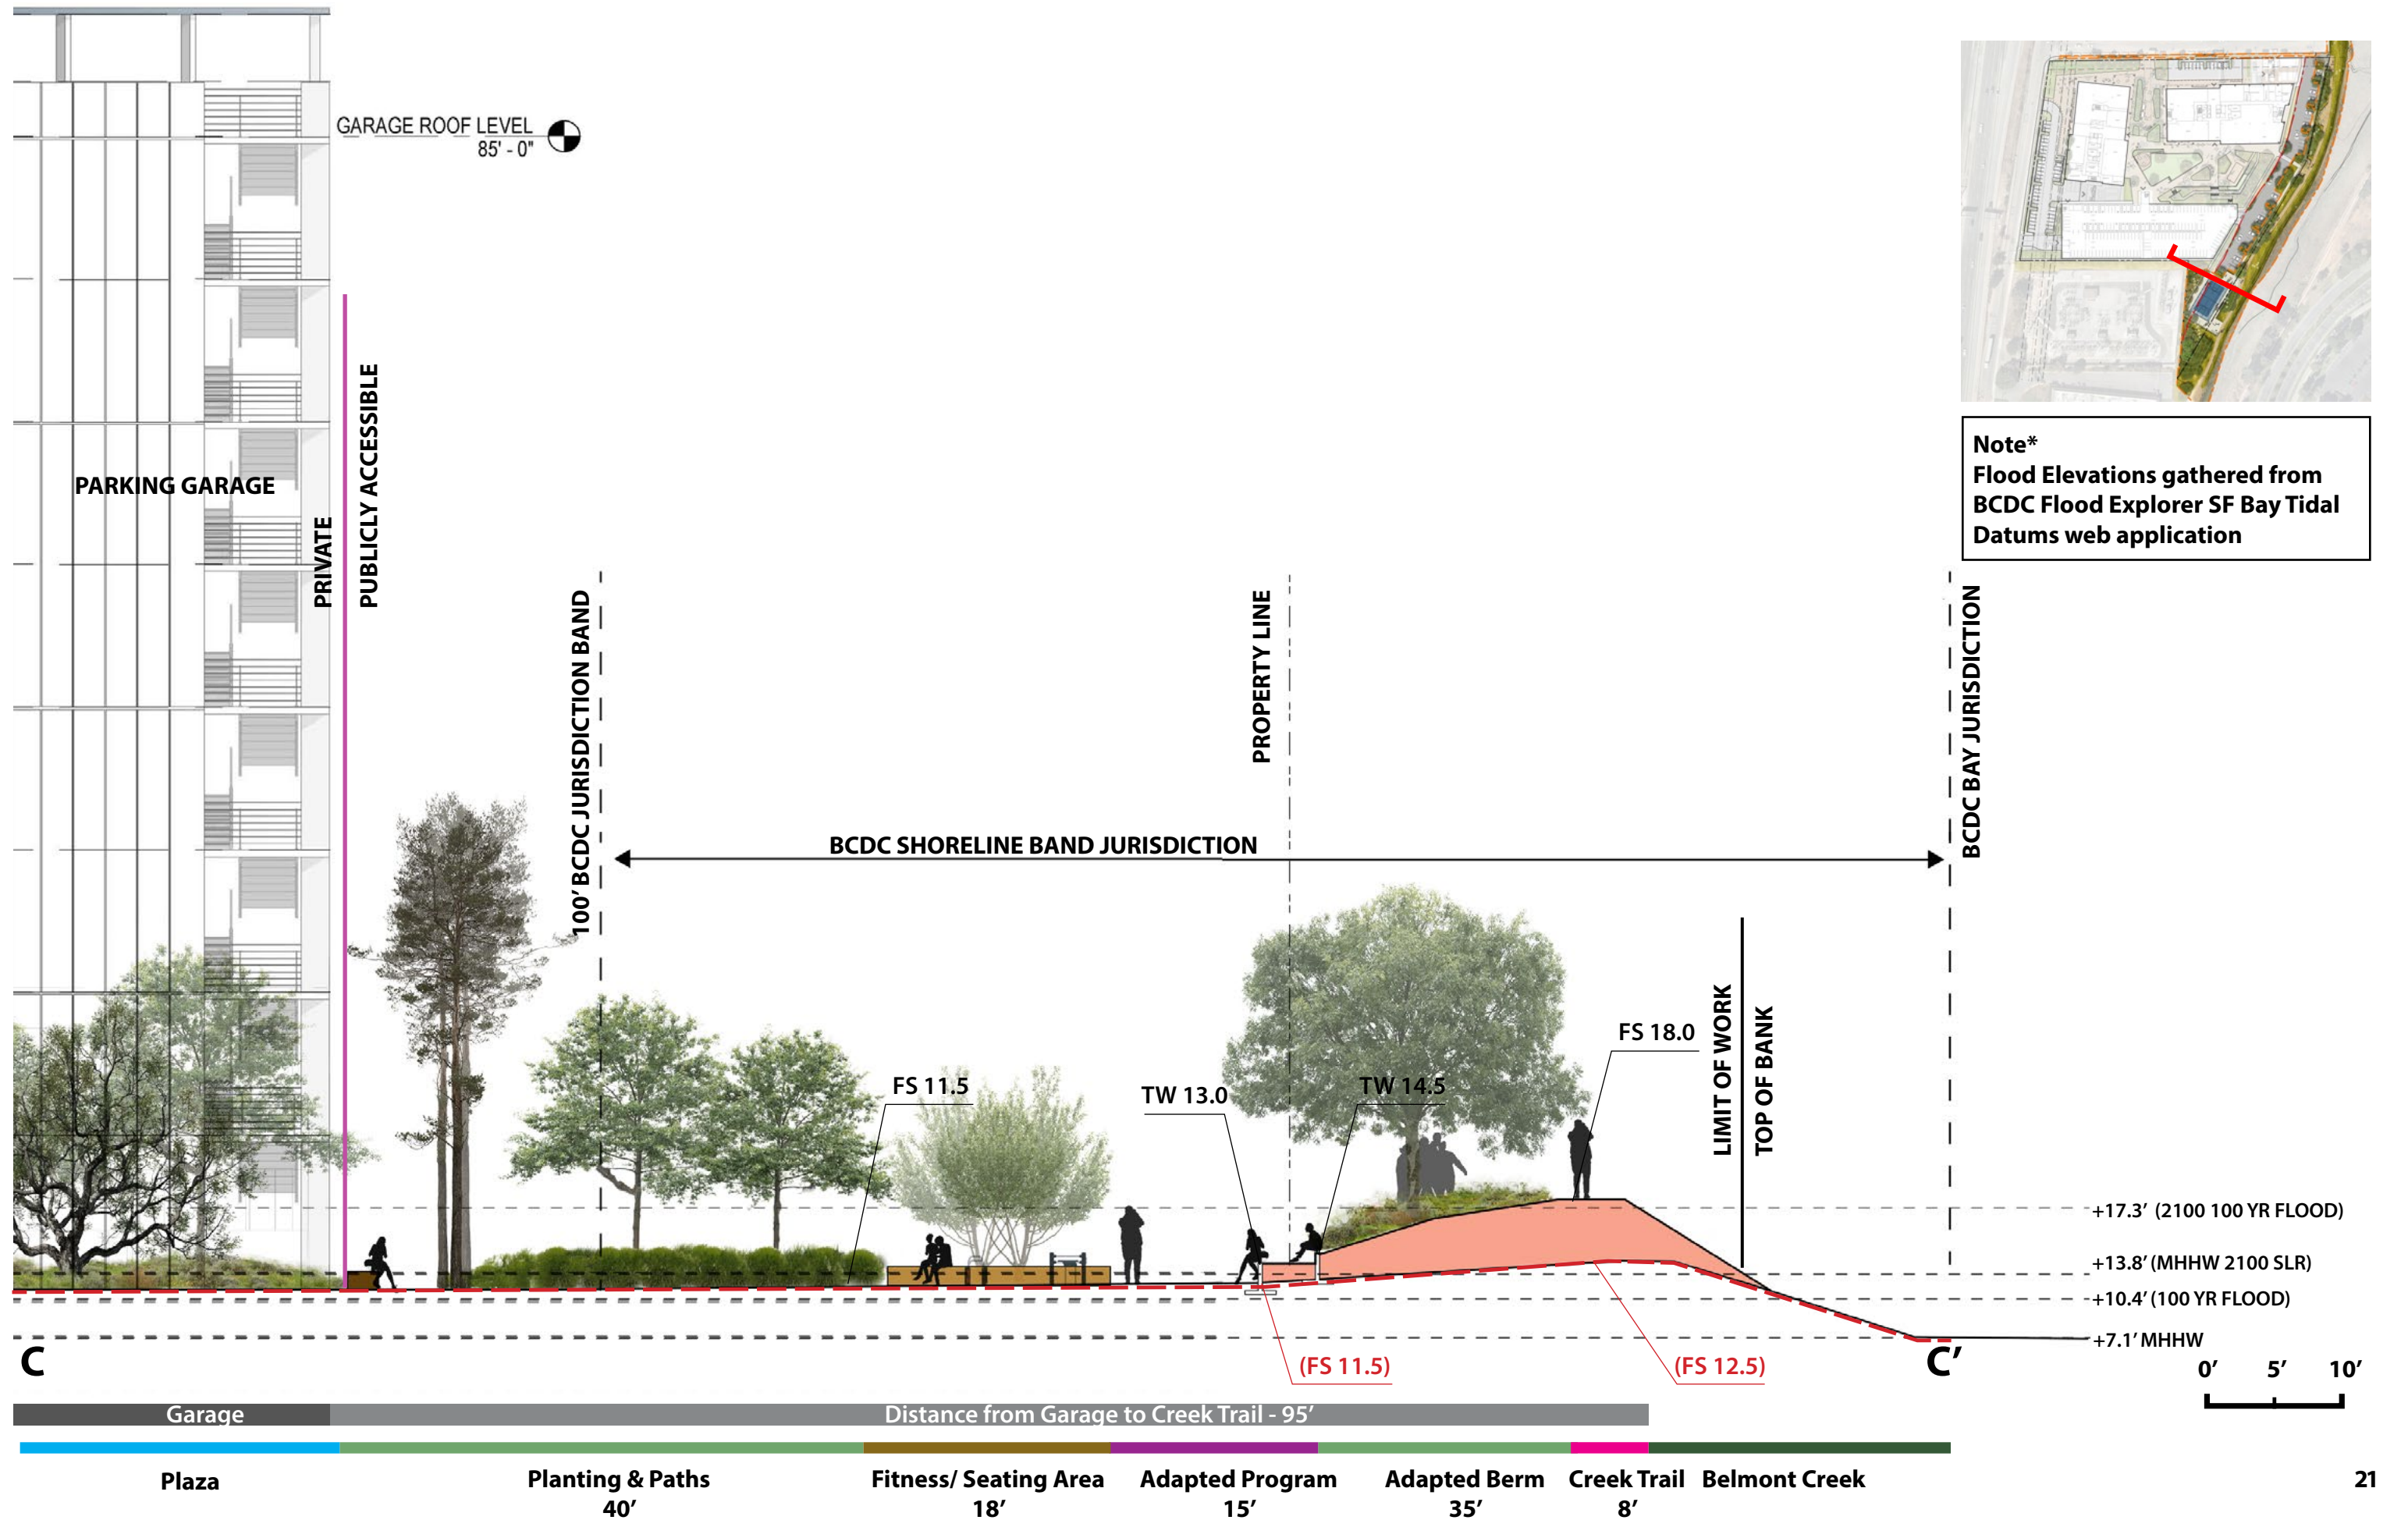 GARAGE ROOF LEVEL
85' - 0"
PARKING GARAGE
PRIVATE
PUBLICLY ACCESSIBLE
100' BCDC JURISDICTION BAND
BCDC SHORELINE BAND JURISDICTION
PROPERTY LINE
BCDC BAY JURISDICTION
Note*
Flood Elevations gathered from
BCDC Flood Explorer SF Bay Tidal
Datums web application
FS 11.5
TW 13.0
TW 14.5
FS 18.0
LIMIT OF WORK
TOP OF BANK
+17.3' (2100 100 YR FLOOD)
+13.8' (MHHW 2100 SLR)
+10.4' (100 YR FLOOD)
+7.1' MHHW
(FS 11.5)
(FS 12.5)
C
C'
0' 5' 10'
Garage
Distance from Garage to Creek Trail - 95'
Plaza
Planting & Paths
40'
Fitness/ Seating Area
18'
Adapted Program
15'
Adapted Berm
35'
Creek Trail
8'
Belmont Creek
21